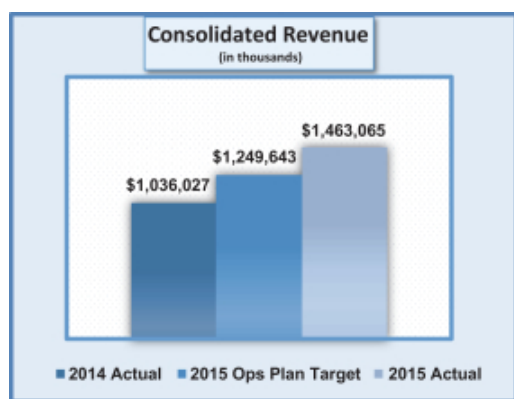 Consolidated Revenue
(in thousands)
$1,463,065
$1,249,643
$1,036,027
2014 Actual 2015 Ops Plan Target 2015 Actual